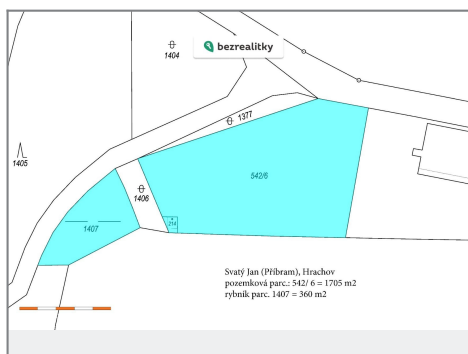 1404
bezrealitky
1377
1405
542/6
1406
214
1407
Svatý Jan (Příbram), Hrachov
pozemková parc.: 542/ 6 = 1705 m2
rybník parc. 1407 = 360 m2